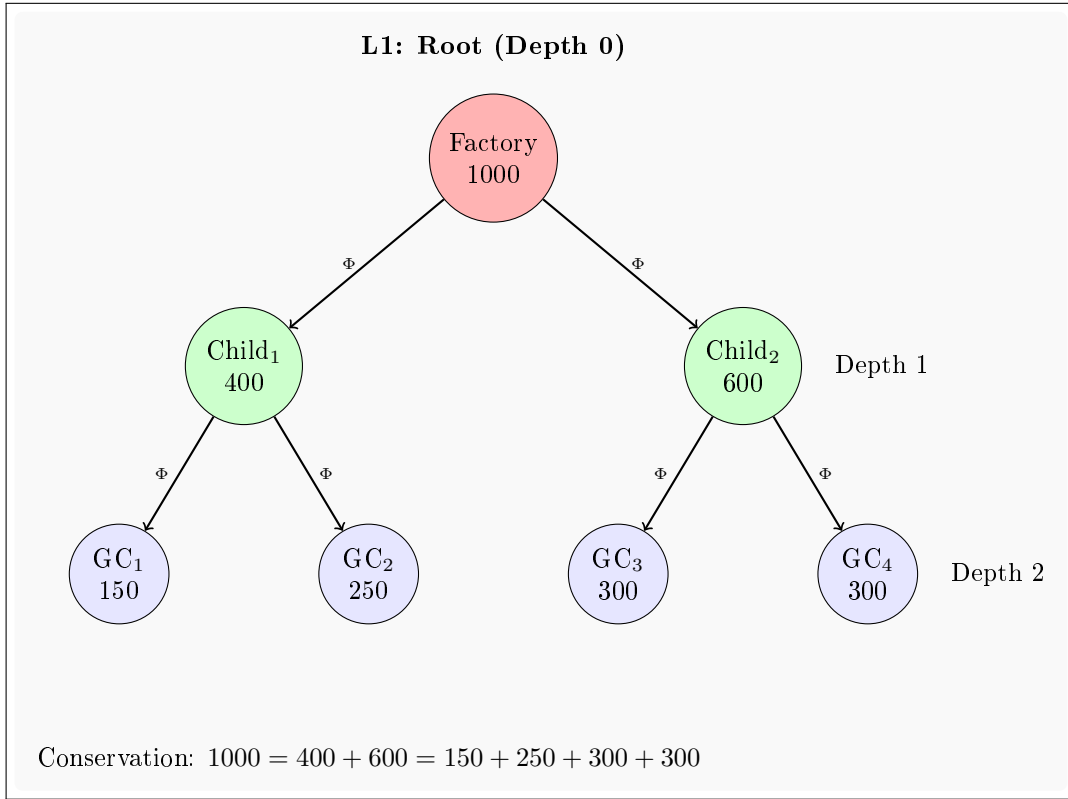 L1: Root (Depth 0)
Factory
1000
Φ
Φ
Child₁
400
Child₂
600
Depth 1
Φ
Φ
Φ
Φ
GC₁
150
GC₂
250
GC₃
300
GC₄
300
Depth 2
Conservation: 1000 = 400 + 600 = 150 + 250 + 300 + 300